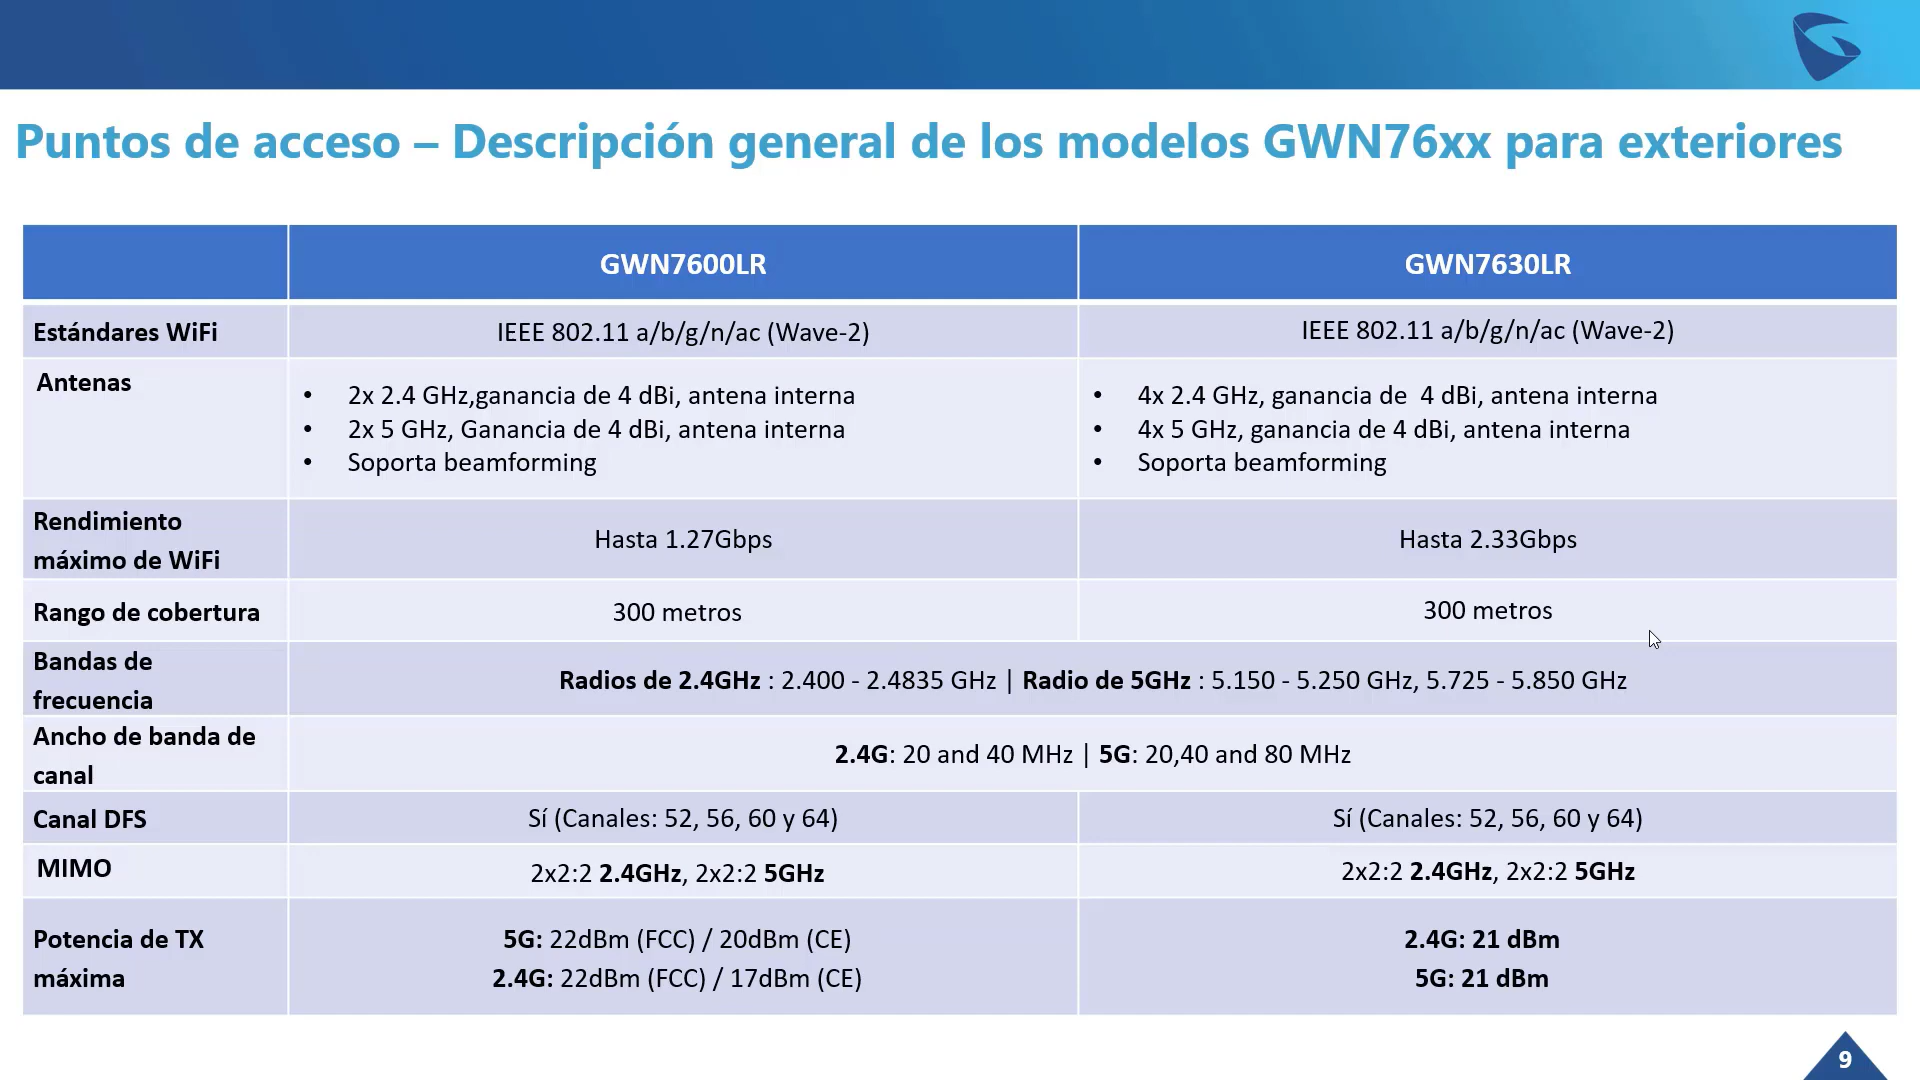 Puntos de acceso – Descripción general de los modelos GWN76xx para exteriores
GWN7600LR
GWN7630LR
Estándares WiFi
IEEE 802.11 a/b/g/n/ac (Wave-2)
IEEE 802.11 a/b/g/n/ac (Wave-2)
Antenas
• 2x 2.4 GHz,ganancia de 4 dBi, antena interna
• 2x 5 GHz, Ganancia de 4 dBi, antena interna
• Soporta beamforming
• 4x 2.4 GHz, ganancia de  4 dBi, antena interna
• 4x 5 GHz, ganancia de 4 dBi, antena interna
• Soporta beamforming
Rendimiento
máximo de WiFi
Hasta 1.27Gbps
Hasta 2.33Gbps
Rango de cobertura
300 metros
300 metros
Bandas de
frecuencia
Radios de 2.4GHz : 2.400 - 2.4835 GHz | Radio de 5GHz : 5.150 - 5.250 GHz, 5.725 - 5.850 GHz
Ancho de banda de
canal
2.4G: 20 and 40 MHz | 5G: 20,40 and 80 MHz
Canal DFS
Sí (Canales: 52, 56, 60 y 64)
Sí (Canales: 52, 56, 60 y 64)
MIMO
2x2:2 2.4GHz, 2x2:2 5GHz
2x2:2 2.4GHz, 2x2:2 5GHz
Potencia de TX
máxima
5G: 22dBm (FCC) / 20dBm (CE)
2.4G: 22dBm (FCC) / 17dBm (CE)
2.4G: 21 dBm
5G: 21 dBm
9